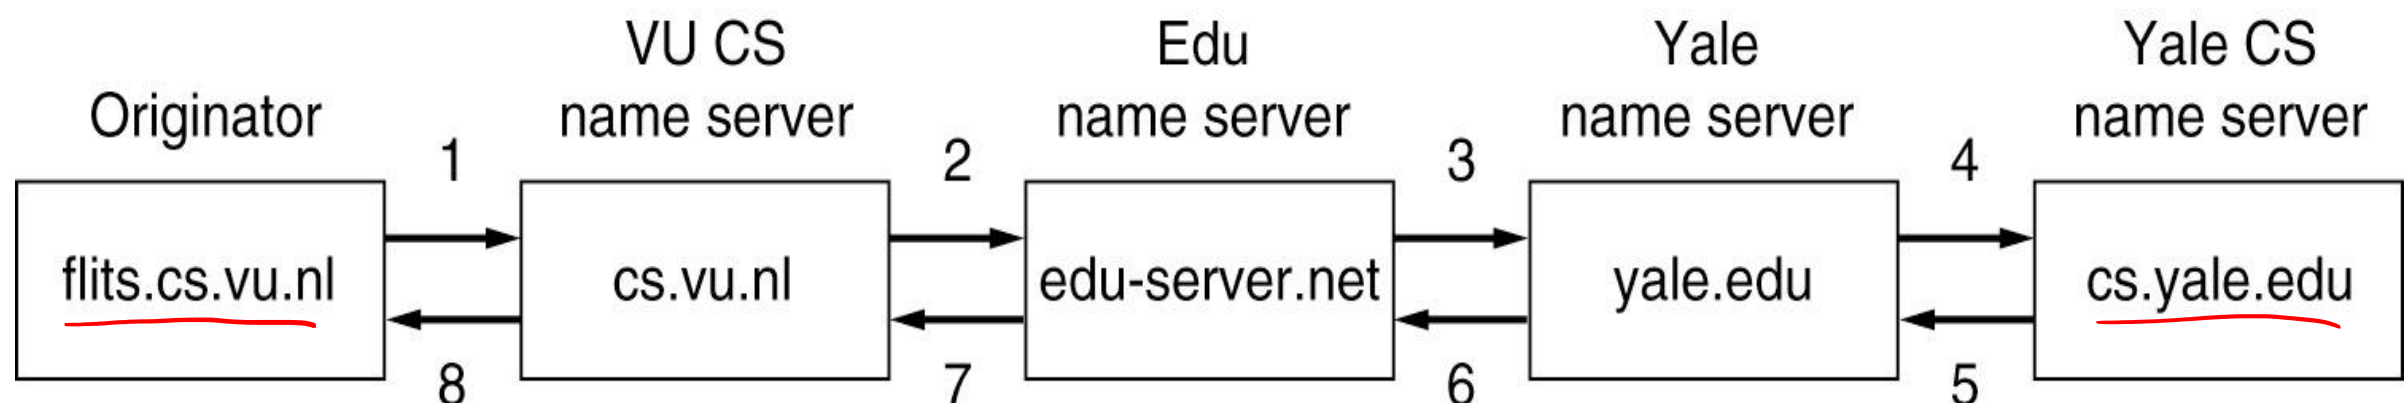 VU CS
Edu
Yale
Yale CS
Originator
name server
name server
name server
name server
1
2
3
4
flits.cs.vu.nl
cs.vu.nl
edu-server.net
yale.edu
cs.yale.edu
8
7
6
5